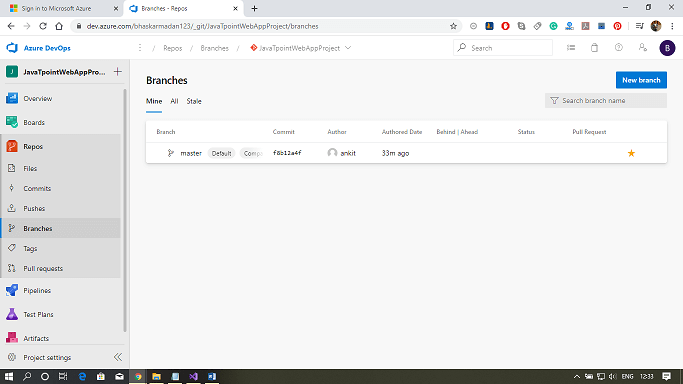 Sign in to Microsoft Azure
Branches - Repos
dev.azure.com/bhaskarmadan123/_git/JavaTpointWebAppProject/branches
Azure DevOps
/ Repos / Branches / JavaTpointWebAppProject
Search
B
J JavaTpointWebAppPro...
Overview
Boards
Repos
Files
Commits
Pushes
Branches
Tags
Pull requests
Pipelines
Test Plans
Artifacts
Project settings
Branches
New branch
Mine All Stale
Search branch name
Branch Commit Author Authored Date Behind | Ahead Status Pull Request
master Default Compa f8b12a4f ankit 33m ago
ENG 12:33